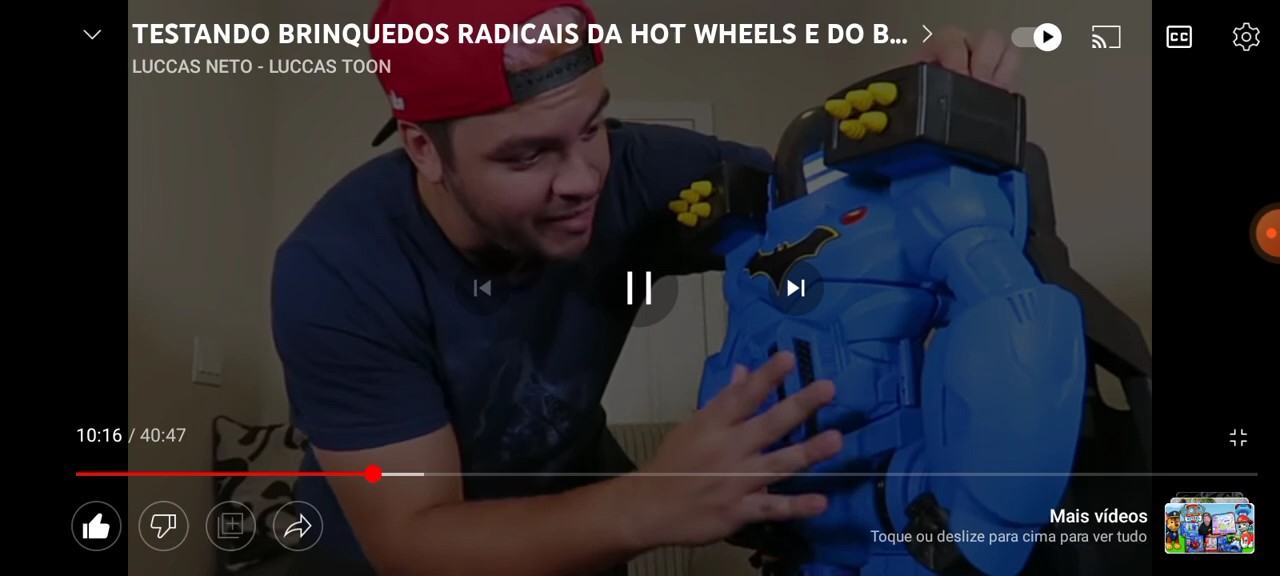 TESTANDO BRINQUEDOS RADICAIS DA HOT WHEELS E DO B...
LUCCAS NETO - LUCCAS TOON
CC
10:16 / 40:47
Mais vídeos
Toque ou deslize para cima para ver tudo